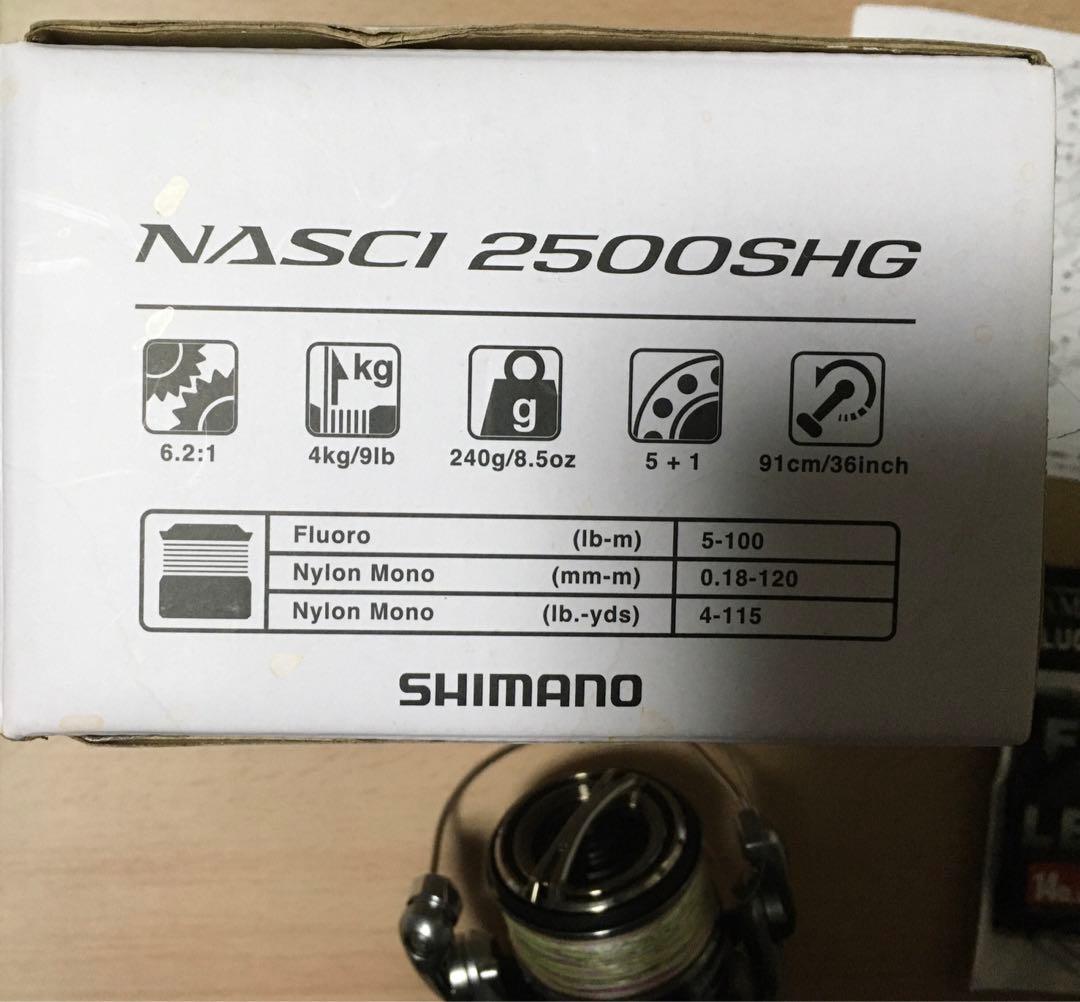 NASCI 2500SHG
kg
g
6.2:1
4kg/9lb
240g/8.5oz
5 + 1
91cm/36inch
Fluoro (lb-m) 5-100
Nylon Mono (mm-m) 0.18-120
Nylon Mono (lb.-yds) 4-115
SHIMANO